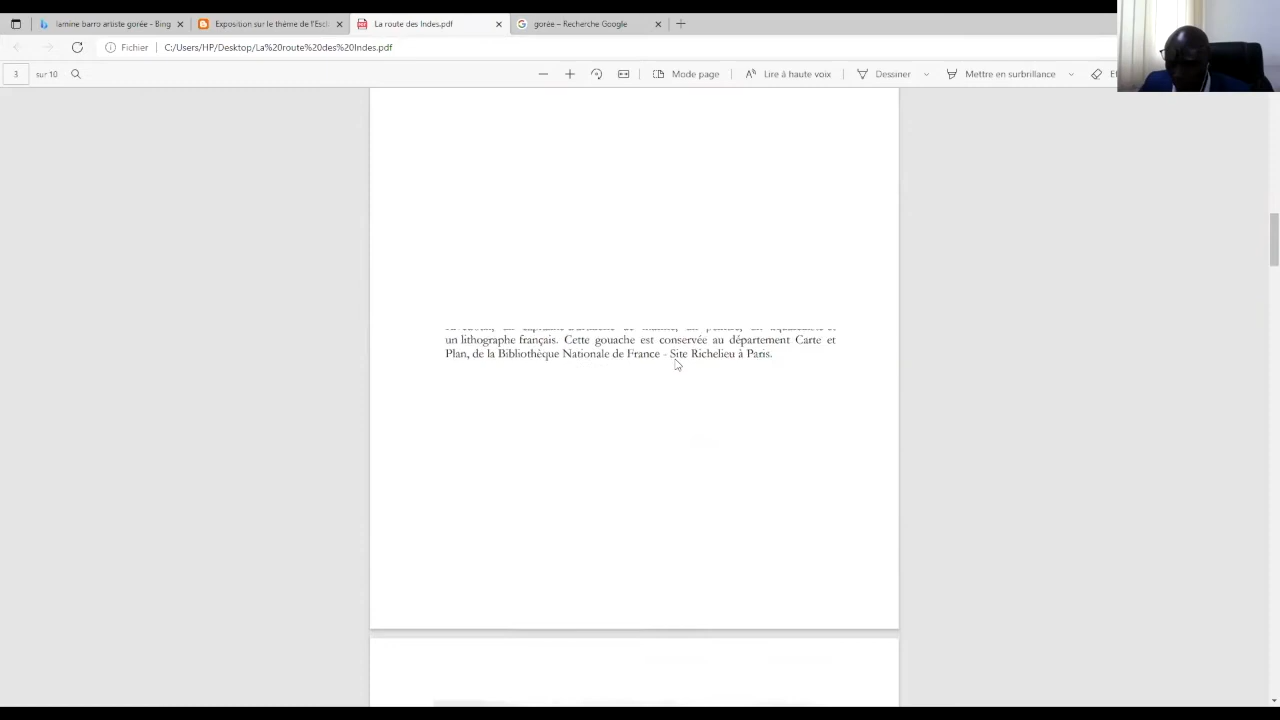 lamine barro artiste gorée - Bing
Exposition sur le thème de l'Escl
La route des Indes.pdf
gorée – Recherche Google
Fichier
C:/Users/HP/Desktop/La%20route%20des%20Indes.pdf
3 sur 10
Mode page
Lire à haute voix
Dessiner
Mettre en surbrillance
un lithographe français. Cette gouache est conservée au département Carte et
Plan, de la Bibliothèque Nationale de France - Site Richelieu à Paris.